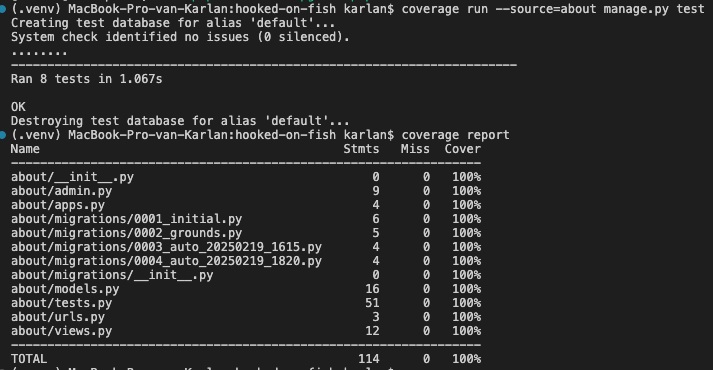 (.venv) MacBook-Pro-van-Karlan:hooked-on-fish karlan$ coverage run --source=about manage.py test
Creating test database for alias 'default'...
System check identified no issues (0 silenced).
........
----------------------------------------------------------------------
Ran 8 tests in 1.067s
OK
Destroying test database for alias 'default'...
(.venv) MacBook-Pro-van-Karlan:hooked-on-fish karlan$ coverage report
Name Stmts Miss Cover
-----------------------------------------------------------------
about/__init__.py 0 0 100%
about/admin.py 9 0 100%
about/apps.py 4 0 100%
about/migrations/0001_initial.py 6 0 100%
about/migrations/0002_grounds.py 5 0 100%
about/migrations/0003_auto_20250219_1615.py 4 0 100%
about/migrations/0004_auto_20250219_1820.py 4 0 100%
about/migrations/__init__.py 0 0 100%
about/models.py 16 0 100%
about/tests.py 51 0 100%
about/urls.py 3 0 100%
about/views.py 12 0 100%
-----------------------------------------------------------------
TOTAL 114 0 100%